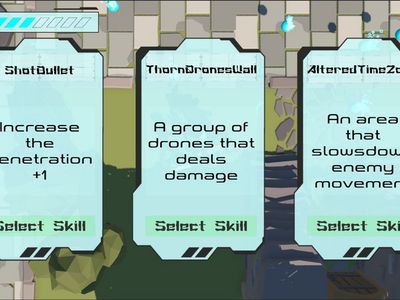 ShotBullet
Increase
the
enetration
+1
Select Skill
ThornDronesWall
A group of
drones that
deals
damage
Select Skill
AlteredTimeZo
An area
that
slowsdow
enemy
movemen
Select Skill